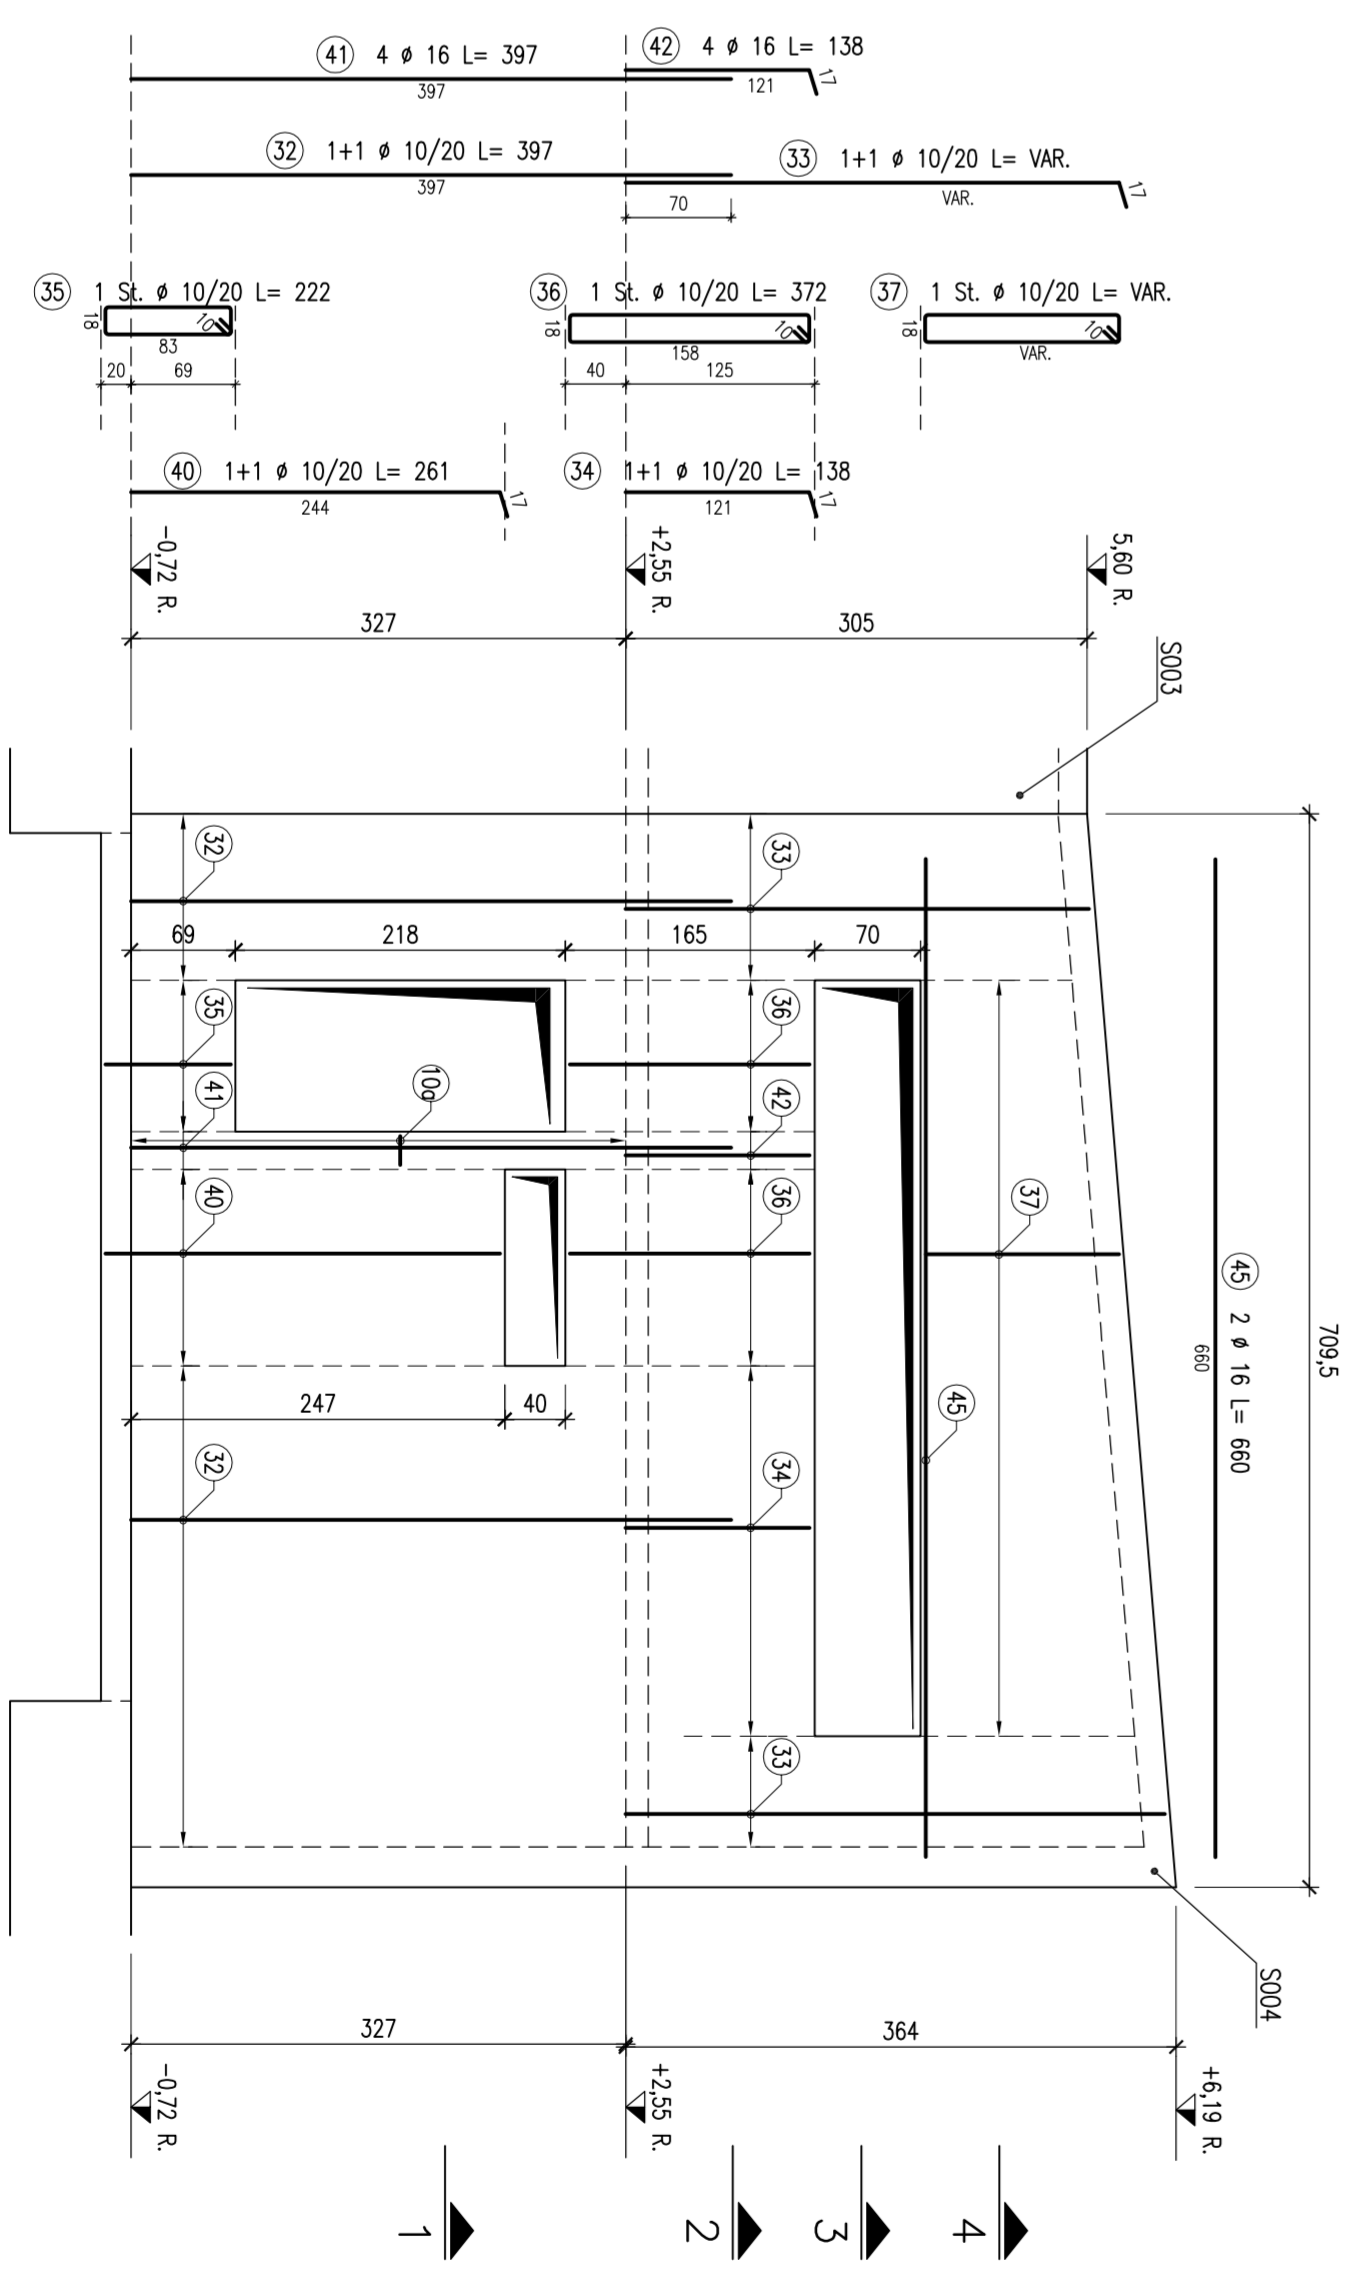 41 4 ø 16 L= 397
397
42 4 ø 16 L= 138
121
17
32 1+1 ø 10/20 L= 397
397
33 1+1 ø 10/20 L= VAR.
VAR.
17
70
35 1 St. ø 10/20 L= 222
18
10
83
20
69
36 1 St. ø 10/20 L= 372
18
10
158
40
125
37 1 St. ø 10/20 L= VAR.
18
10
VAR.
40 1+1 ø 10/20 L= 261
244
17
34 1+1 ø 10/20 L= 138
121
17
-0,72 R.
+2,55 R.
5,60 R.
327
305
S003
32
33
69
218
165
70
35
36
10a
41
42
40
36
37
45 2 ø 16 L= 660
660
709,5
247
40
45
32
34
33
S004
327
364
-0,72 R.
+2,55 R.
+6,19 R.
1
2
3
4